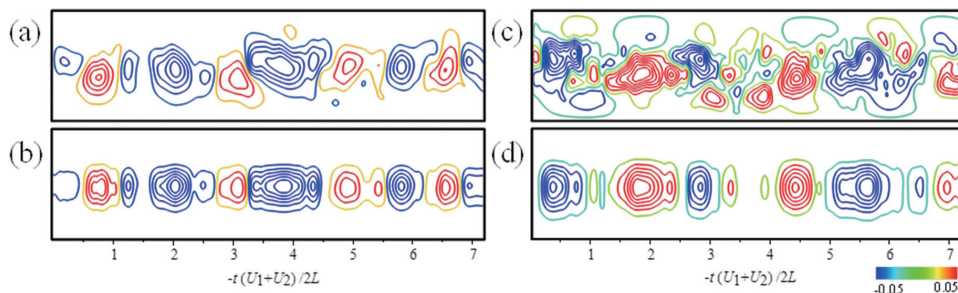 (a)
(c)
(b)
(d)
1 2 3 4 5 6 7
1 2 3 4 5 6 7
-t (U1+U2) /2L
-t (U1+U2) /2L
-0.05 0.05